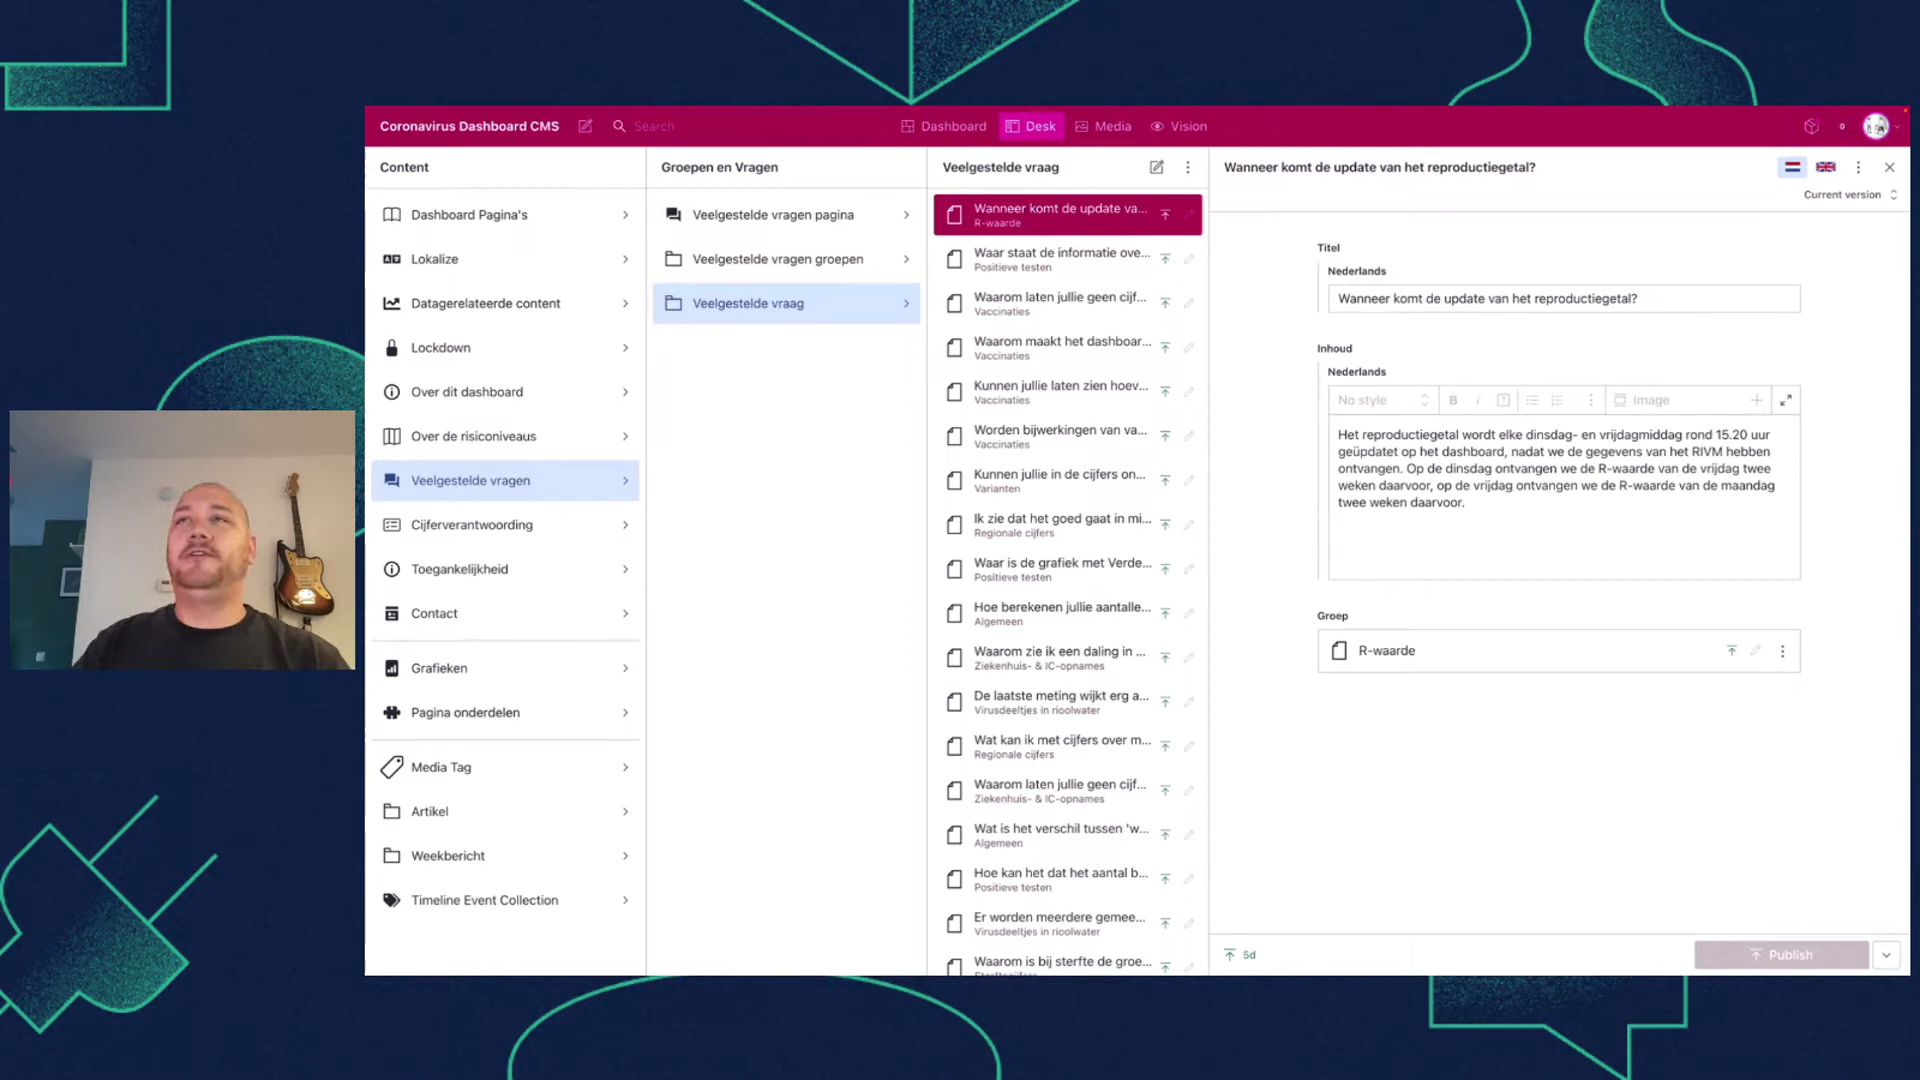 Coronavirus Dashboard CMS
Search
Dashboard
Desk
Media
Vision
0
Content
Dashboard Pagina's
Lokalize
Datagerelateerde content
Lockdown
Over dit dashboard
Over de risiconiveaus
Veelgestelde vragen
Cijferverantwoording
Toegankelijkheid
Contact
Grafieken
Pagina onderdelen
Media Tag
Artikel
Weekbericht
Timeline Event Collection
Groepen en Vragen
Veelgestelde vragen pagina
Veelgestelde vragen groepen
Veelgestelde vraag
Veelgestelde vraag
Wanneer komt de update va...
R-waarde
Waar staat de informatie ove...
Positieve testen
Waarom laten jullie geen cijf...
Vaccinaties
Waarom maakt het dashboar...
Vaccinaties
Kunnen jullie laten zien hoev...
Vaccinaties
Worden bijwerkingen van va...
Vaccinaties
Kunnen jullie in de cijfers on...
Varianten
Ik zie dat het goed gaat in mi...
Regionale cijfers
Waar is de grafiek met Verde...
Positieve testen
Hoe berekenen jullie aantalle...
Algemeen
Waarom zie ik een daling in ...
Ziekenhuis- & IC-opnames
De laatste meting wijkt erg a...
Virusdeeltjes in rioolwater
Wat kan ik met cijfers over m...
Regionale cijfers
Waarom laten jullie geen cijf...
Ziekenhuis- & IC-opnames
Wat is het verschil tussen 'w...
Algemeen
Hoe kan het dat het aantal b...
Positieve testen
Er worden meerdere gemee...
Virusdeeltjes in rioolwater
Waarom is bij sterfte de groe...
Wanneer komt de update van het reproductiegetal?
Current version
Titel
Nederlands
Wanneer komt de update van het reproductiegetal?
Inhoud
Nederlands
No style
B
i
Image
Het reproductiegetal wordt elke dinsdag- en vrijdagmiddag rond 15.20 uur
geüpdatet op het dashboard, nadat we de gegevens van het RIVM hebben
ontvangen. Op de dinsdag ontvangen we de R-waarde van de vrijdag twee
weken daarvoor, op de vrijdag ontvangen we de R-waarde van de maandag
twee weken daarvoor.
Groep
R-waarde
5d
Publish